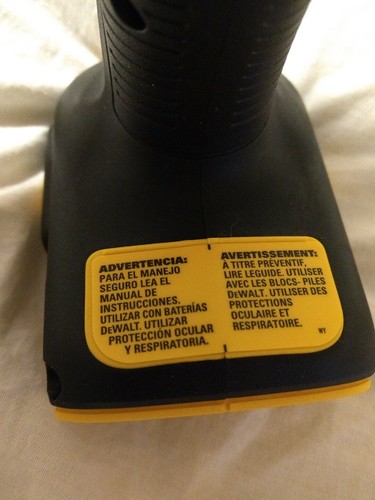 ADVERTENCIA:
PARA EL MANEJO
SEGURO LEA EL
MANUAL DE
INSTRUCCIONES.
UTILIZAR CON BATERÍAS
DeWALT. UTILIZAR
PROTECCIÓN OCULAR
Y RESPIRATORIA.
AVERTISSEMENT:
À TITRE PRÉVENTIF,
LIRE LEGUIDE. UTILISER
AVEC LES BLOCS- PILES
DeWALT. UTILISER DES
PROTECTIONS
OCULAIRE ET
RESPIRATOIRE.
WY